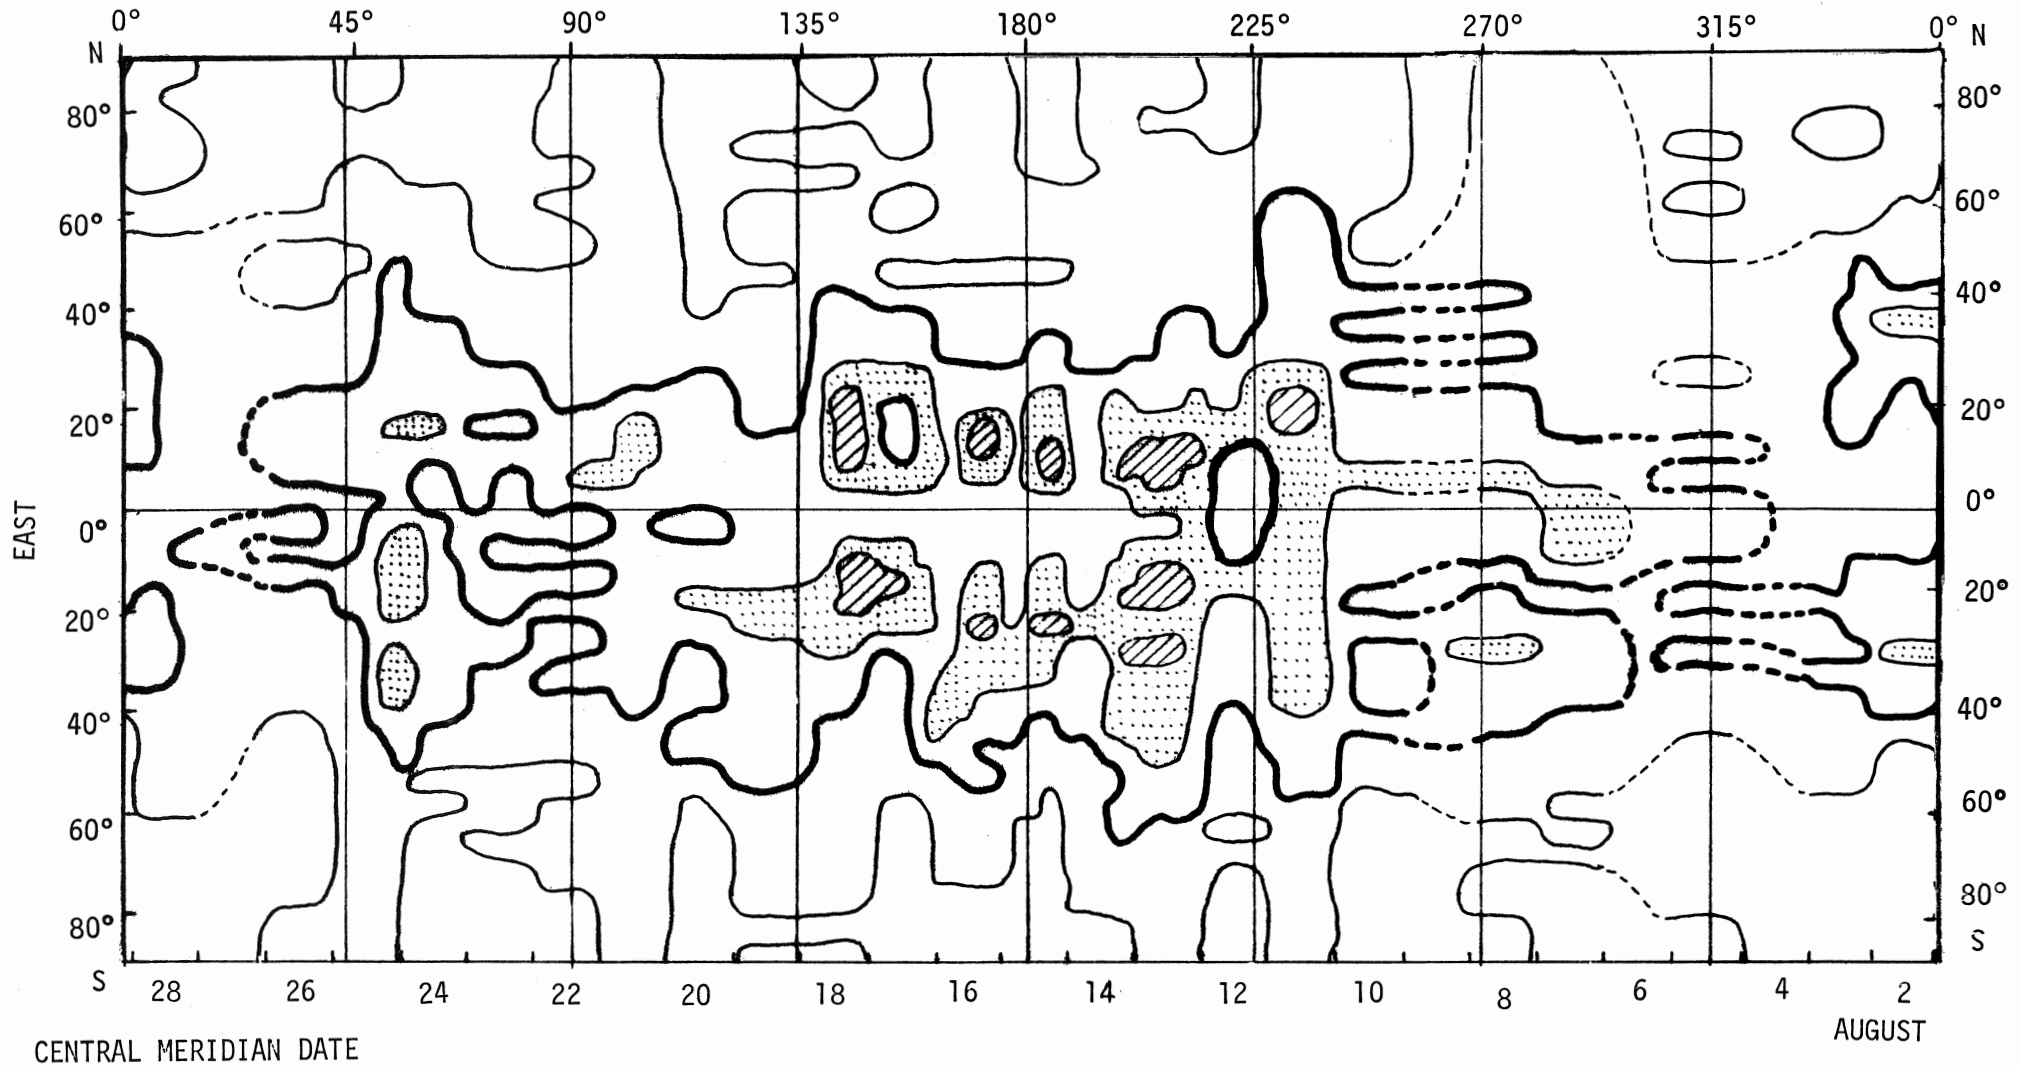 0° 45° 90° 135° 180° 225° 270° 315° 0°
N N
80° 80°
60° 60°
40° 40°
20° 20°
EAST
0° 0°
20° 20°
40° 40°
60° 60°
80° 80°
S S
28 26 24 22 20 18 16 14 12 10 8 6 4 2
AUGUST
CENTRAL MERIDIAN DATE